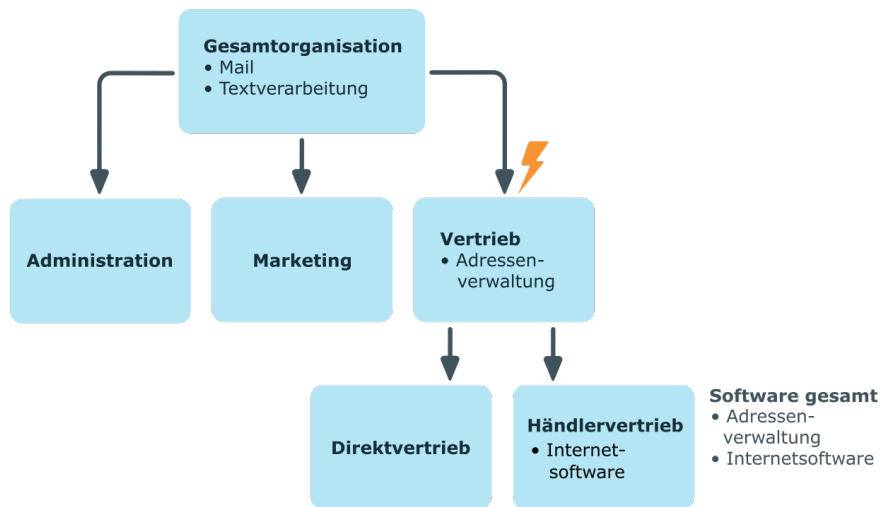 Gesamtorganisation
• Mail
• Textverarbeitung
Administration
Marketing
Vertrieb
• Adressen-
verwaltung
Direktvertrieb
Händlervertrieb
• Internet-
software
Software gesamt
• Adressen-
verwaltung
• Internetsoftware